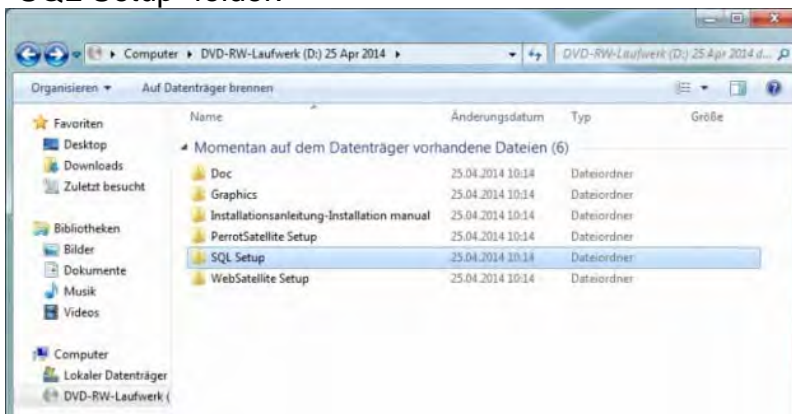 Computer ▸ DVD-RW-Laufwerk (D:) 25 Apr 2014 ▸ DVD-RW-Laufwerk (D:) 25 Apr 2014 d...
Organisieren Auf Datenträger brennen
Name Änderungsdatum Typ Größe
Favoriten
Desktop
Downloads
Zuletzt besucht
Bibliotheken
Bilder
Dokumente
Musik
Videos
Computer
Lokaler Datenträger
DVD-RW-Laufwerk (
Momentan auf dem Datenträger vorhandene Dateien (6)
Doc 25.04.2014 10:14 Dateiordner
Graphics 25.04.2014 10:14 Dateiordner
Installationsanleitung-Installation manual 25.04.2014 10:14 Dateiordner
PerrotSatellite Setup 25.04.2014 10:14 Dateiordner
SQL Setup 25.04.2014 10:14 Dateiordner
WebSatellite Setup 25.04.2014 10:14 Dateiordner